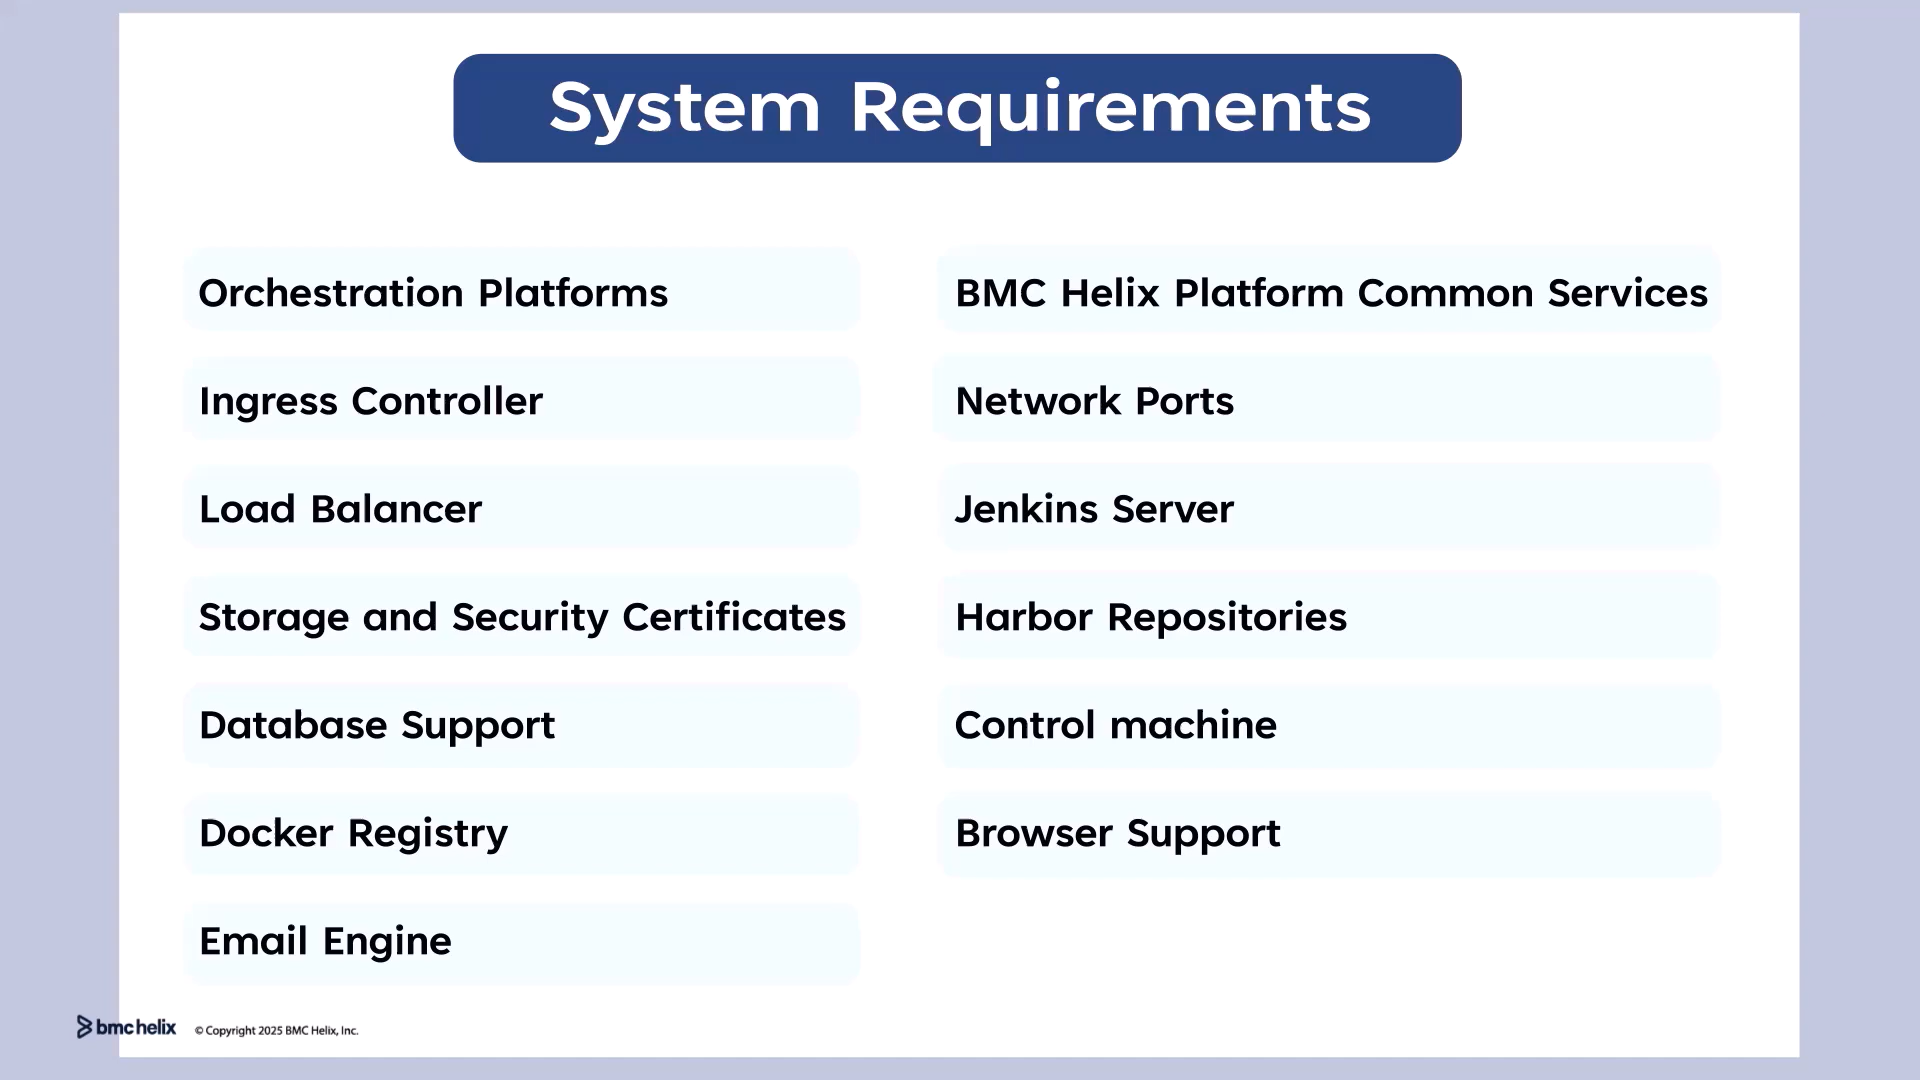 System Requirements
Orchestration Platforms
Ingress Controller
Load Balancer
Storage and Security Certificates
Database Support
Docker Registry
Email Engine
BMC Helix Platform Common Services
Network Ports
Jenkins Server
Harbor Repositories
Control machine
Browser Support
bmc helix
© Copyright 2025 BMC Helix, Inc.